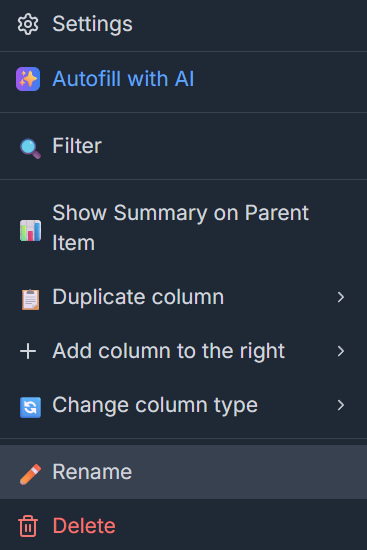 Settings
Autofill with AI
Filter
Show Summary on Parent
Item
Duplicate column
Add column to the right
Change column type
Rename
Delete